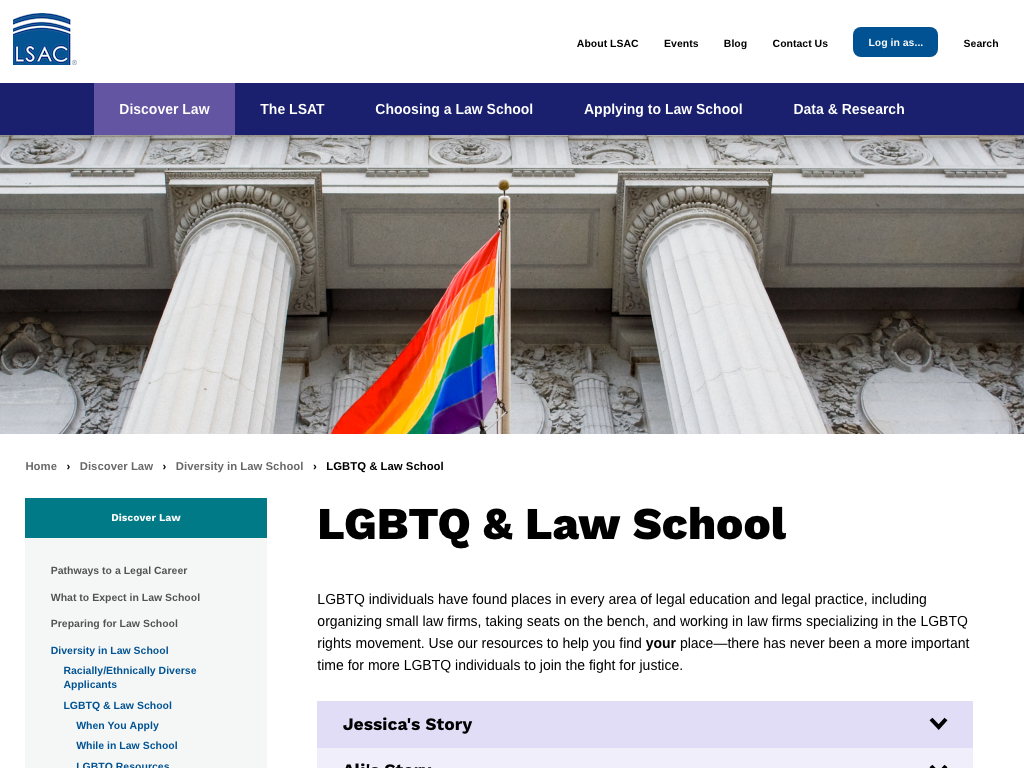 LSAC®
About LSAC Events Blog Contact Us Log in as... Search
Discover Law The LSAT Choosing a Law School Applying to Law School Data & Research
Home › Discover Law › Diversity in Law School › LGBTQ & Law School
Discover Law
Pathways to a Legal Career
What to Expect in Law School
Preparing for Law School
Diversity in Law School
Racially/Ethnically Diverse
Applicants
LGBTQ & Law School
When You Apply
While in Law School
LGBTQ Resources
LGBTQ & Law School
LGBTQ individuals have found places in every area of legal education and legal practice, including
organizing small law firms, taking seats on the bench, and working in law firms specializing in the LGBTQ
rights movement. Use our resources to help you find your place—there has never been a more important
time for more LGBTQ individuals to join the fight for justice.
Jessica's Story
Ali's Story